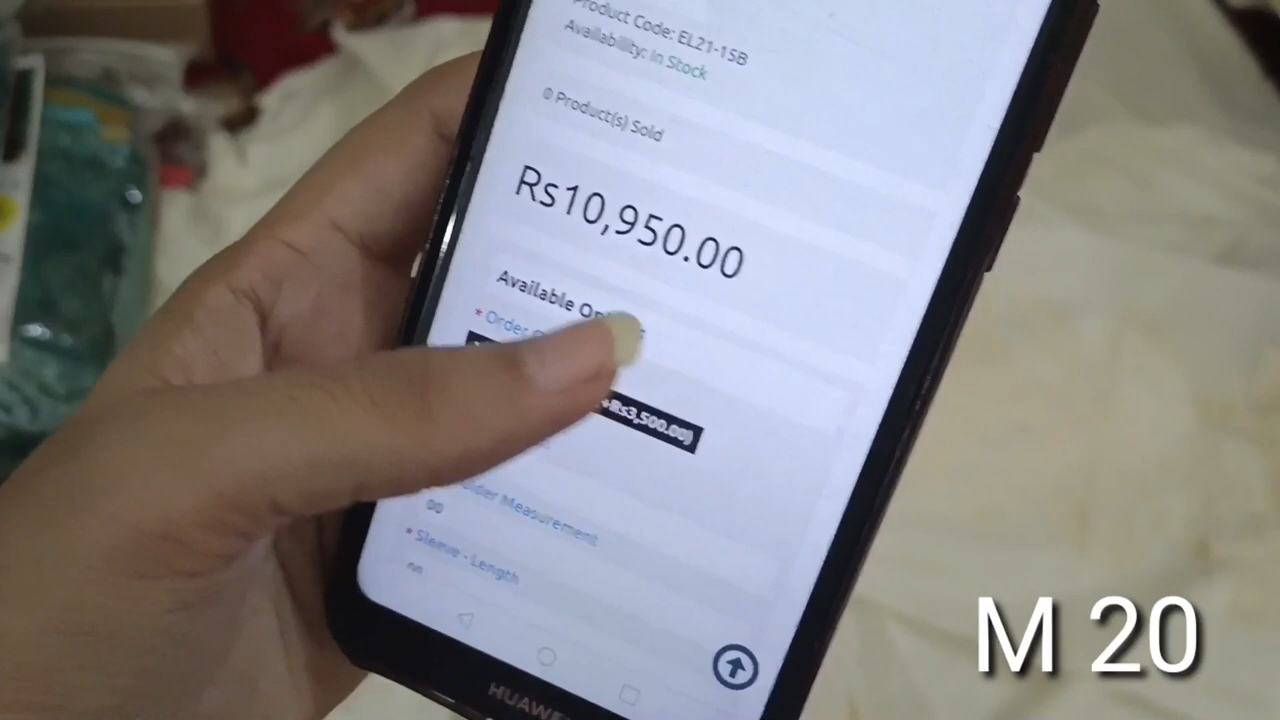 Product Code: EL21-15B
Availability: In Stock
0 Product(s) Sold
Rs10,950.00
Available
* Order
+Rs3,500.00)
Measurement
* Sleeve - Length
HUAWEI
M 20